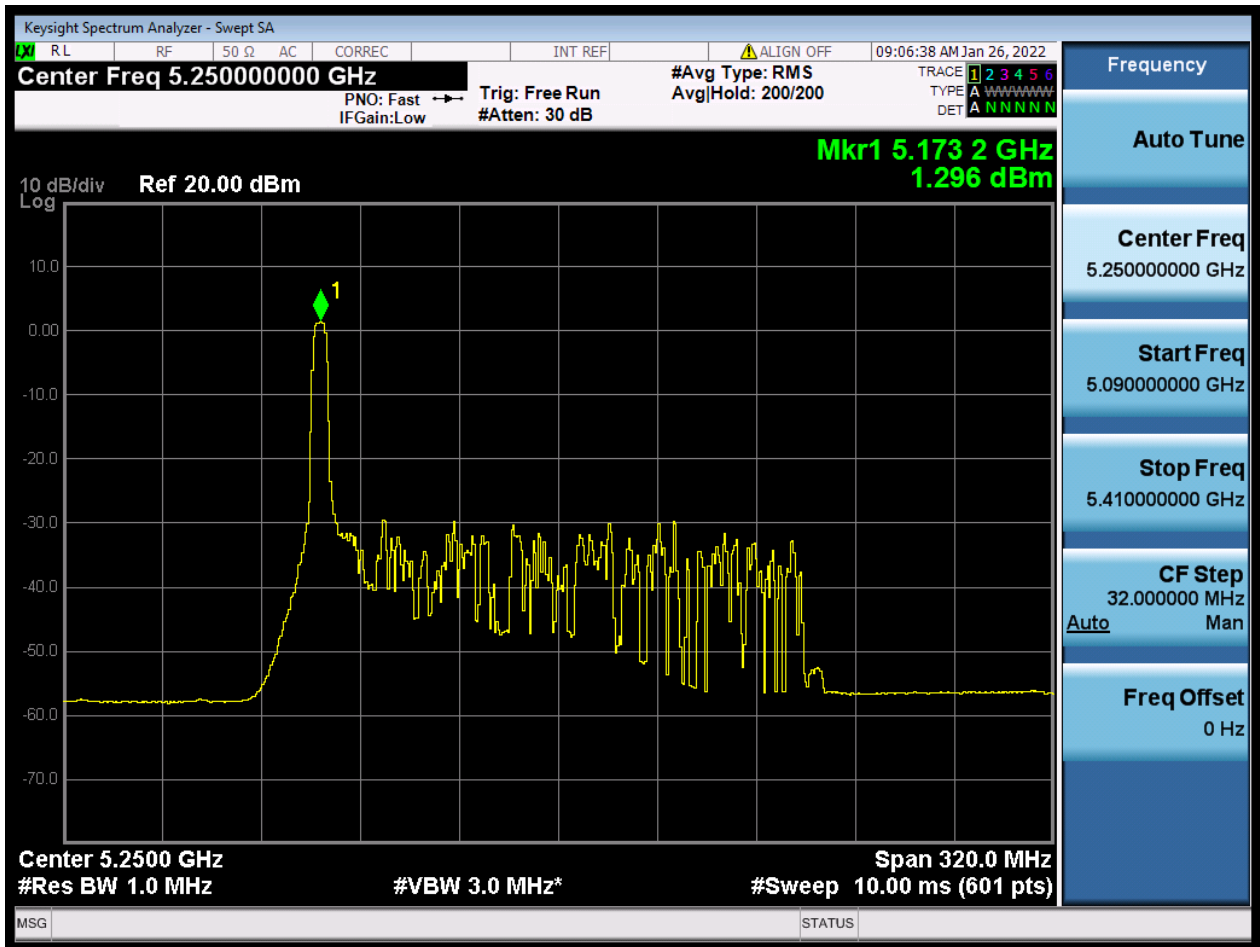 Keysight Spectrum Analyzer - Swept SA
LXI RL RF 50 Ω AC CORREC INT REF ALIGN OFF 09:06:38 AM Jan 26, 2022
Center Freq 5.250000000 GHz
PNO: Fast
IFGain:Low
Trig: Free Run
#Atten: 30 dB
#Avg Type: RMS
Avg|Hold: 200/200
TRACE 1 2 3 4 5 6
TYPE A WWWWW
DET A N N N N N
Mkr1 5.173 2 GHz
1.296 dBm
10 dB/div Ref 20.00 dBm
Log
10.0
1
0.00
-10.0
-20.0
-30.0
-40.0
-50.0
-60.0
-70.0
Center 5.2500 GHz Span 320.0 MHz
#Res BW 1.0 MHz #VBW 3.0 MHz* #Sweep 10.00 ms (601 pts)
MSG STATUS
Frequency
Auto Tune
Center Freq
5.250000000 GHz
Start Freq
5.090000000 GHz
Stop Freq
5.410000000 GHz
CF Step
32.000000 MHz
Auto Man
Freq Offset
0 Hz